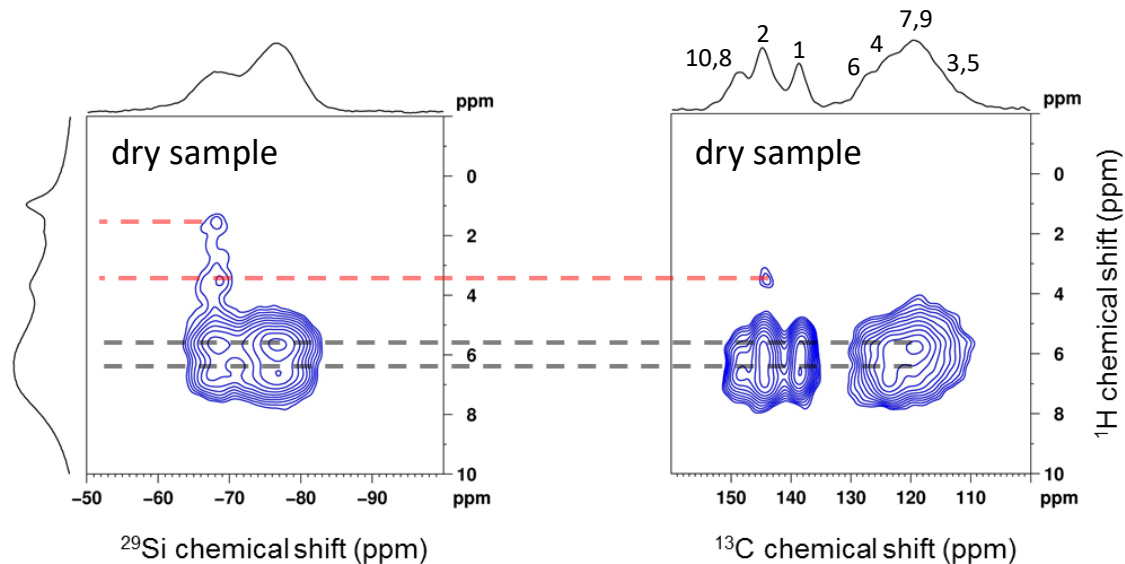 2
7,9
10,8
1
4
6
3,5
ppm
ppm
dry sample
dry sample
0
2
4
6
8
10
0
2
4
6
8
10
−50 −60 −70 −80 −90 ppm
150 140 130 120 110 ppm
²⁹Si chemical shift (ppm)
¹³C chemical shift (ppm)
¹H chemical shift (ppm)